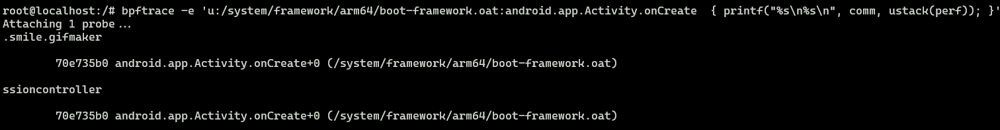 root@localhost:/# bpftrace -e 'u:/system/framework/arm64/boot-framework.oat:android.app.Activity.onCreate  { printf("%s\n%s\n", comm, ustack(perf)); }'
Attaching 1 probe...
.smile.gifmaker
70e735b0 android.app.Activity.onCreate+0 (/system/framework/arm64/boot-framework.oat)
ssioncontroller
70e735b0 android.app.Activity.onCreate+0 (/system/framework/arm64/boot-framework.oat)